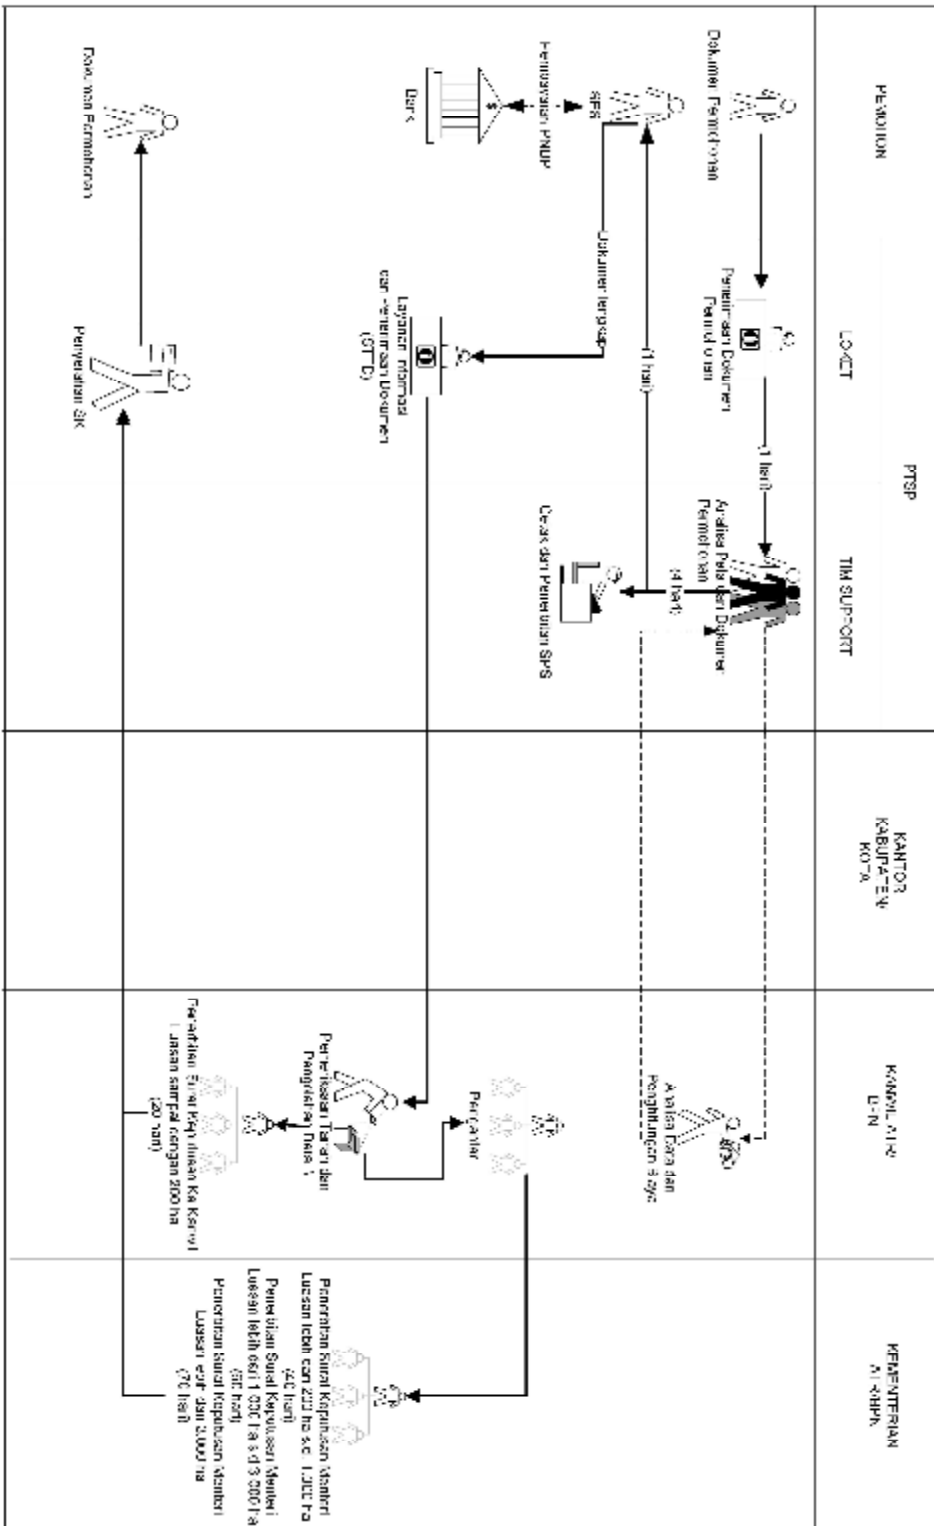 PEMOHON
PTSP
LOKET
TIM SUPPORT
KANTOR
KABUPATEN/
KOTA
KANWIL ATR/
BPN
KEMENTERIAN
ATR/BPN
Dokumen Permohonan
Penerimaan Dokumen
Permohonan
(1 hari)
Analisa Peta dan Dokumen
Permohonan
(4 hari)
Analisa Data dan
Penghitungan Biaya
Cetak dan Penerbitan SPS
(1 hari)
SPS
Pembayaran PNBP
Bank
Dokumen lengkap
Layanan Informasi
dan Penerimaan Dokumen
(STTD)
Pemeriksaan Tanah dan
Pengolahan Data
Pengantar
Penerbitan Surat Keputusan Ka Kanwil
Luasan sampai dengan 200 ha
(20 hari)
Penerbitan Surat Keputusan Menteri
Luasan lebih dari 200 ha s.d. 1.000 ha
(40 hari)
Penerbitan Surat Keputusan Menteri
Luasan lebih dari 1.000 ha s.d 3.000 ha
(60 hari)
Penerbitan Surat Keputusan Menteri
Luasan lebih dari 3.000 ha
(70 hari)
Penyerahan SK
Dokumen Permohonan